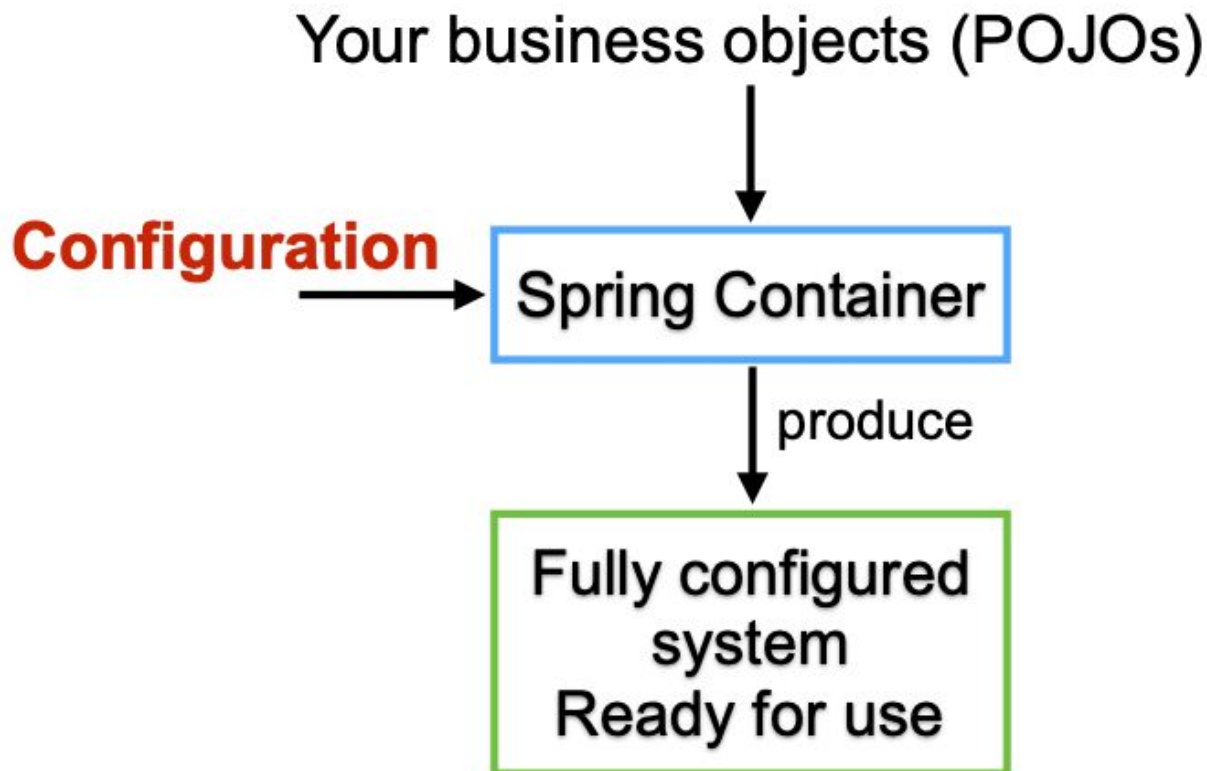 Your business objects (POJOs)
Configuration
Spring Container
produce
Fully configured
system
Ready for use